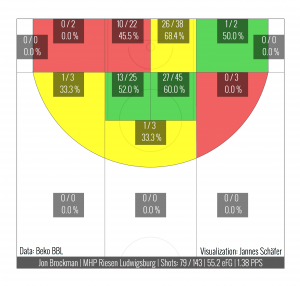 0 / 2 10 / 22 26 / 38 1 / 2
0.0 % 45.5 % 68.4 % 50.0 %
0 / 0 0 / 0
0.0 % 0.0 %
1 / 3 13 / 25 27 / 45 0 / 3
33.3 % 52.0 % 60.0 % 0.0 %
1 / 3
33.3 %
0 / 0 0 / 0 0 / 0
0.0 % 0.0 % 0.0 %
Data: Beko BBL Visualization: Jannes Schäfer
Jon Brockman | MHP Riesen Ludwigsburg | Shots: 79 / 143 | 55.2 eFG | 1.38 PPS